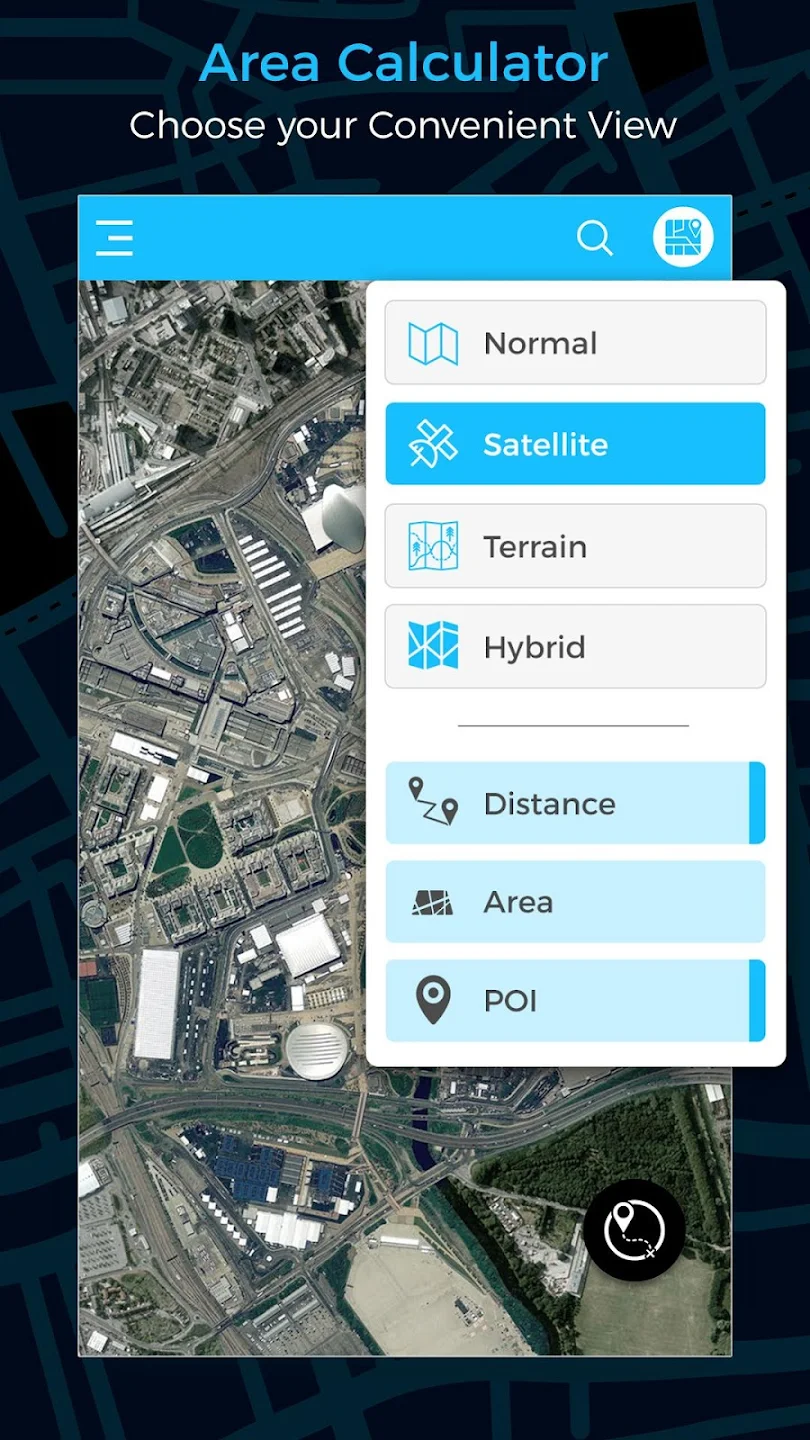 Area Calculator
Choose your Convenient View
Normal
Satellite
Terrain
Hybrid
Distance
Area
POI